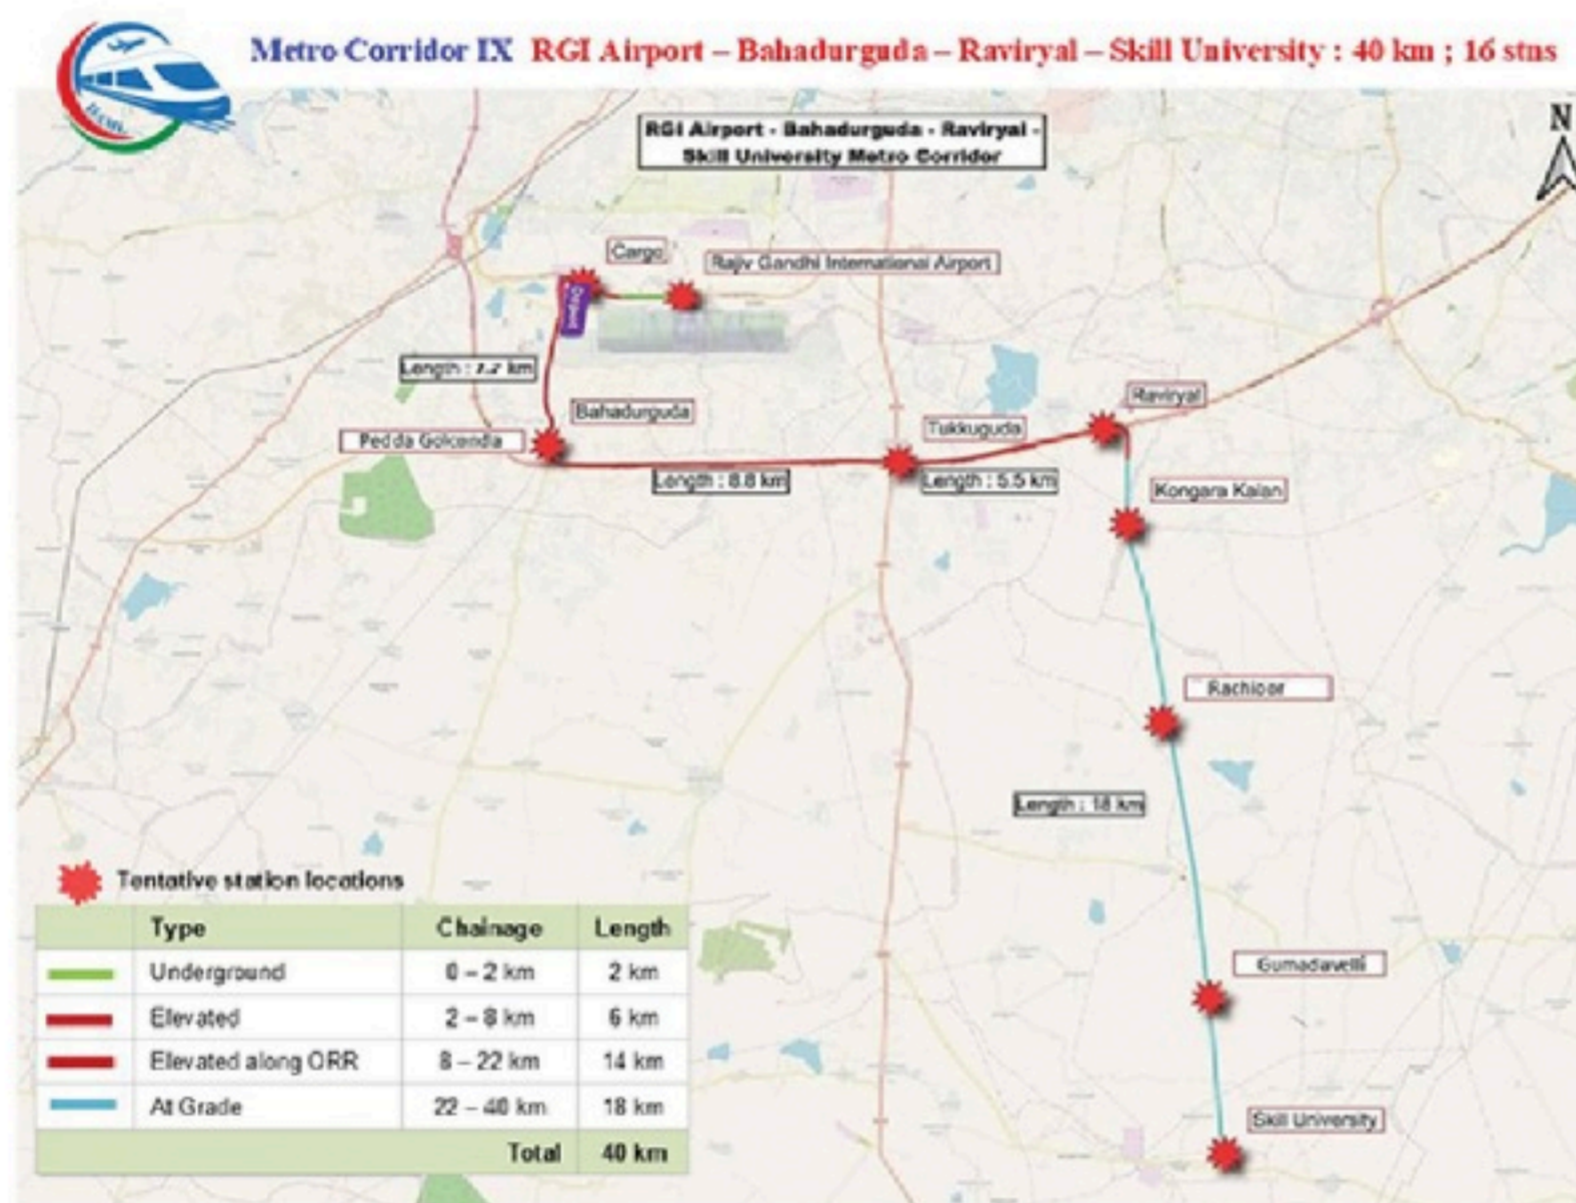 Metro Corridor IX RGI Airport – Bahadurguda – Raviryal – Skill University : 40 km ; 16 stns
RGI Airport - Bahadurguda - Raviryal -
Skill University Metro Corridor
N
Cargo
Rajiv Gandhi International Airport
Depot
Length : 7.7 km
Bahadurguda
Pedda Golconda
Raviryal
Tukkuguda
Length : 8.8 km
Length : 5.5 km
Kongara Kalan
Rachloor
Length : 18 km
Gumadavelli
Skill University
Tentative station locations
Type Chainage Length
Underground 0 – 2 km 2 km
Elevated 2 – 8 km 6 km
Elevated along ORR 8 – 22 km 14 km
At Grade 22 – 40 km 18 km
Total 40 km